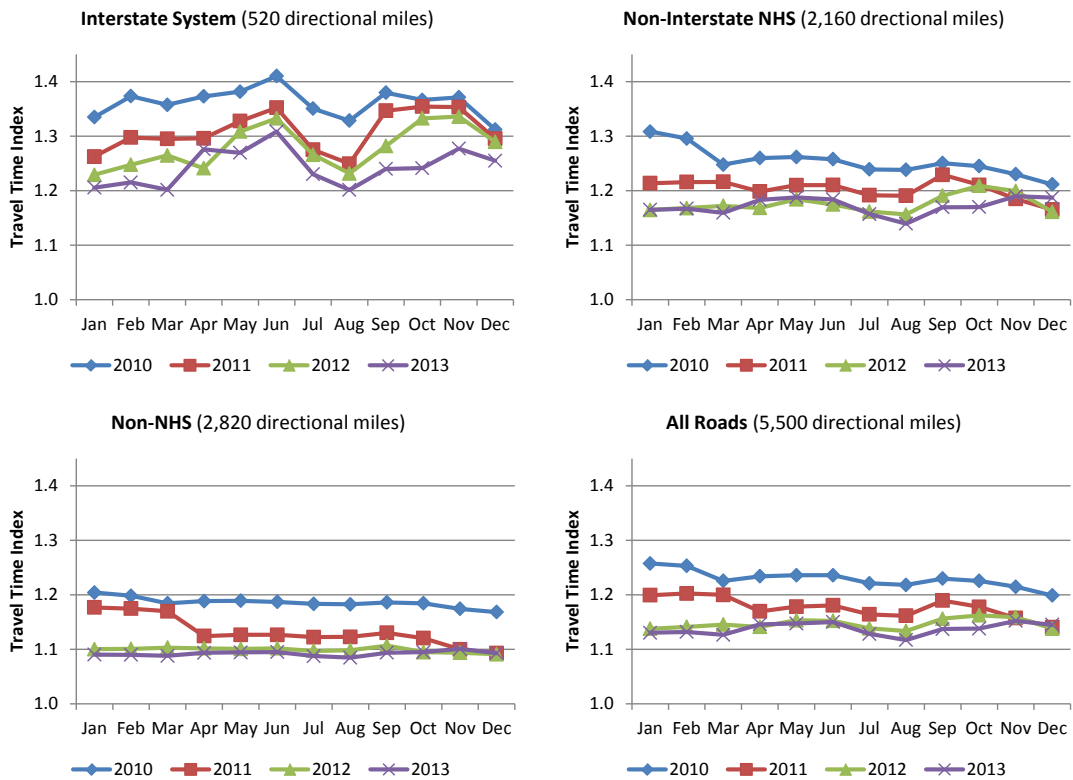 Interstate System (520 directional miles)
Travel Time Index
1.4
1.3
1.2
1.1
1.0
Jan Feb Mar Apr May Jun Jul Aug Sep Oct Nov Dec
2010 2011 2012 2013
Non-Interstate NHS (2,160 drectional miles)
Travel Time Index
1.4
1.3
1.2
1.1
1.0
Jan Feb Mar Apr May Jun Jul Aug Sep Oct Nov Dec
2010 2011 2012 2013
Non-NHS (2,820 directional miles)
Travel Time Index
1.4
1.3
1.2
1.1
1.0
Jan Feb Mar Apr May Jun Jul Aug Sep Oct Nov Dec
2010 2011 2012 2013
All Roads (5,500 directional miles)
Travel Time Index
1.4
1.3
1.2
1.1
1.0
Jan Feb Mar Apr May Jun Jul Aug Sep Oct Nov Dec
2010 2011 2012 2013